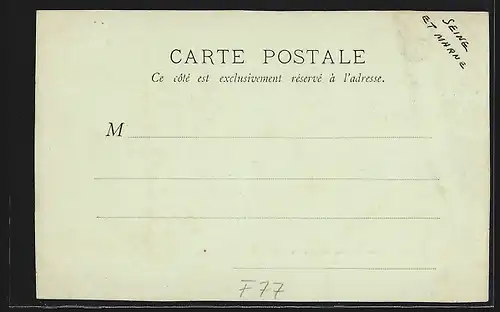 SEINE
ET MARNE
CARTE POSTALE
Ce côté est exclusivement réservé à l'adresse.
M
F77